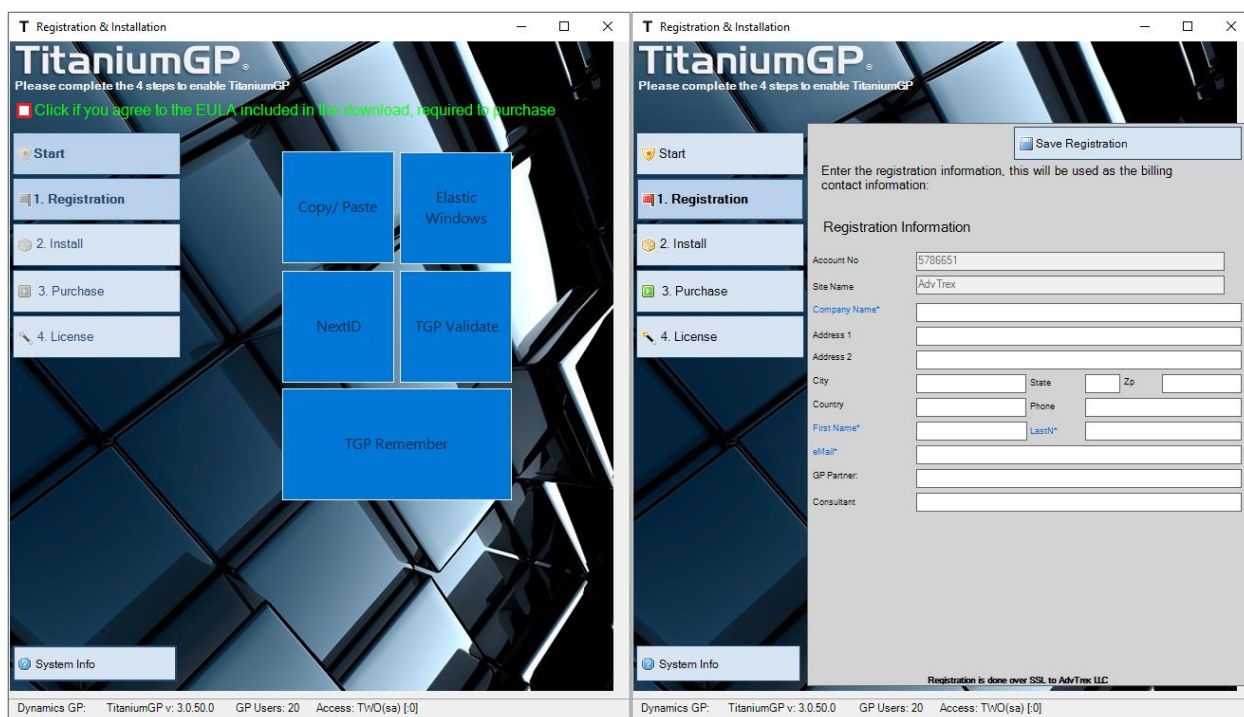 T Registration & Installation
TitaniumGP®
Please complete the 4 steps to enable TitaniumGP
Click if you agree to the EULA included in the download, required to purchase
Start
1. Registration
2. Install
3. Purchase
4. License
Copy/ Paste
Elastic
Windows
NextID
TGP Validate
TGP Remember
System Info
Dynamics GP: TitaniumGP v: 3.0.50.0 GP Users: 20 Access: TWO(sa) [:0]
T Registration & Installation
TitaniumGP®
Please complete the 4 steps to enable TitaniumGP
Start
1. Registration
2. Install
3. Purchase
4. License
Save Registration
Enter the registration information, this will be used as the billing
contact information:
Registration Information
Account No 5786651
Site Name AdvTrex
Company Name*
Address 1
Address 2
City State Zp
Country Phone
First Name* LastN*
eMail*
GP Partner:
Consultant
System Info
Registration is done over SSL to AdvTrex LLC
Dynamics GP: TitaniumGP v: 3.0.50.0 GP Users: 20 Access: TWO(sa) [:0]